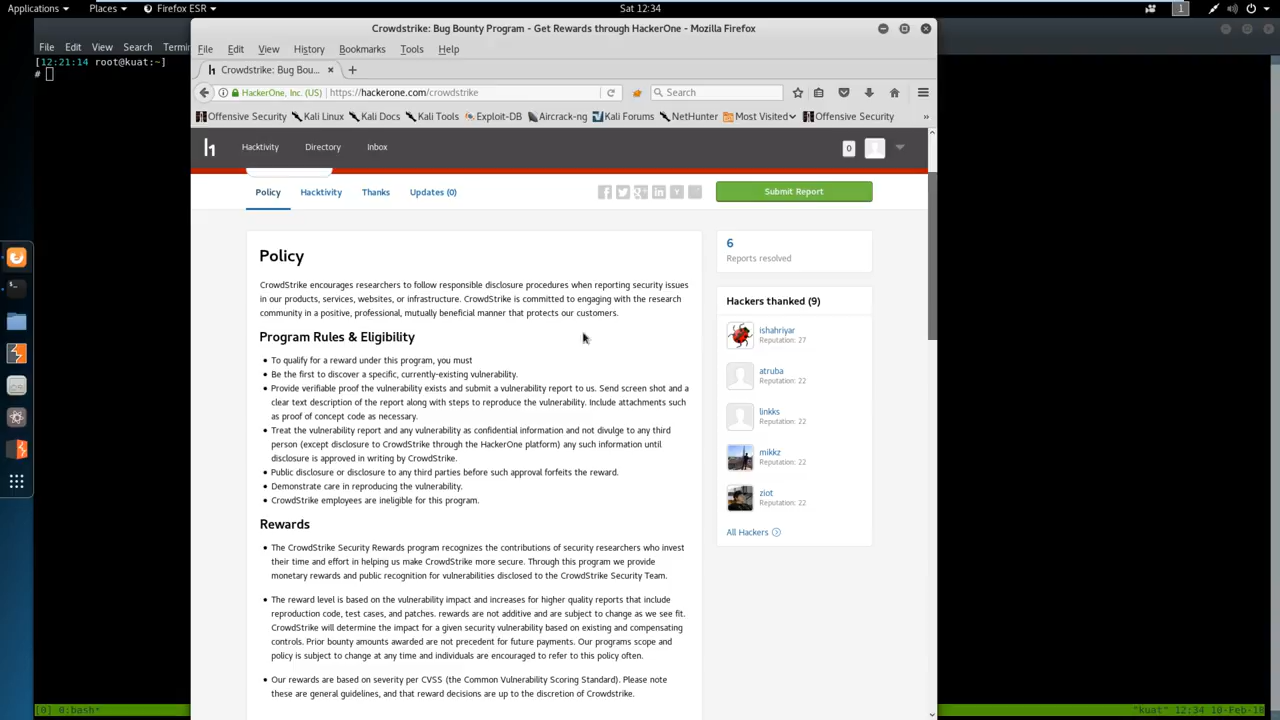 Applications
Places
Firefox ESR
Sat 12:34
1
Crowdstrike: Bug Bounty Program - Get Rewards through HackerOne - Mozilla Firefox
File Edit View Search Termi
[12:21:14 root@kuat:~]
#
File Edit View History Bookmarks Tools Help
h Crowdstrike: Bug Bou... × +
HackerOne, Inc. (US) https://hackerone.com/crowdstrike
Search
Offensive Security Kali Linux Kali Docs Kali Tools Exploit-DB Aircrack-ng Kali Forums NetHunter Most Visited Offensive Security »
h1 Hacktivity Directory Inbox 0
Policy Hacktivity Thanks Updates (0)
Submit Report
Policy
CrowdStrike encourages researchers to follow responsible disclosure procedures when reporting security issues
in our products, services, websites, or infrastructure. CrowdStrike is committed to engaging with the research
community in a positive, professional, mutually beneficial manner that protects our customers.
Program Rules & Eligibility
• To qualify for a reward under this program, you must
• Be the first to discover a specific, currently-existing vulnerability.
• Provide verifiable proof the vulnerability exists and submit a vulnerability report to us. Send screen shot and a
clear text description of the report along with steps to reproduce the vulnerability. Include attachments such
as proof of concept code as necessary.
• Treat the vulnerability report and any vulnerability as confidential information and not divulge to any third
person (except disclosure to CrowdStrike through the HackerOne platform) any such information until
disclosure is approved in writing by CrowdStrike.
• Public disclosure or disclosure to any third parties before such approval forfeits the reward.
• Demonstrate care in reproducing the vulnerability.
• CrowdStrike employees are ineligible for this program.
Rewards
• The CrowdStrike Security Rewards program recognizes the contributions of security researchers who invest
their time and effort in helping us make CrowdStrike more secure. Through this program we provide
monetary rewards and public recognition for vulnerabilities disclosed to the CrowdStrike Security Team.
• The reward level is based on the vulnerability impact and increases for higher quality reports that include
reproduction code, test cases, and patches. rewards are not additive and are subject to change as we see fit.
CrowdStrike will determine the impact for a given security vulnerability based on existing and compensating
controls. Prior bounty amounts awarded are not precedent for future payments. Our programs scope and
policy is subject to change at any time and individuals are encouraged to refer to this policy often.
• Our rewards are based on severity per CVSS (the Common Vulnerability Scoring Standard). Please note
these are general guidelines, and that reward decisions are up to the discretion of Crowdstrike.
6
Reports resolved
Hackers thanked (9)
ishahriyar
Reputation: 27
atruba
Reputation: 22
linkks
Reputation: 22
mikkz
Reputation: 22
ziot
Reputation: 22
All Hackers
[0] 0:bash*
"kuat" 12:34 10-Feb-18